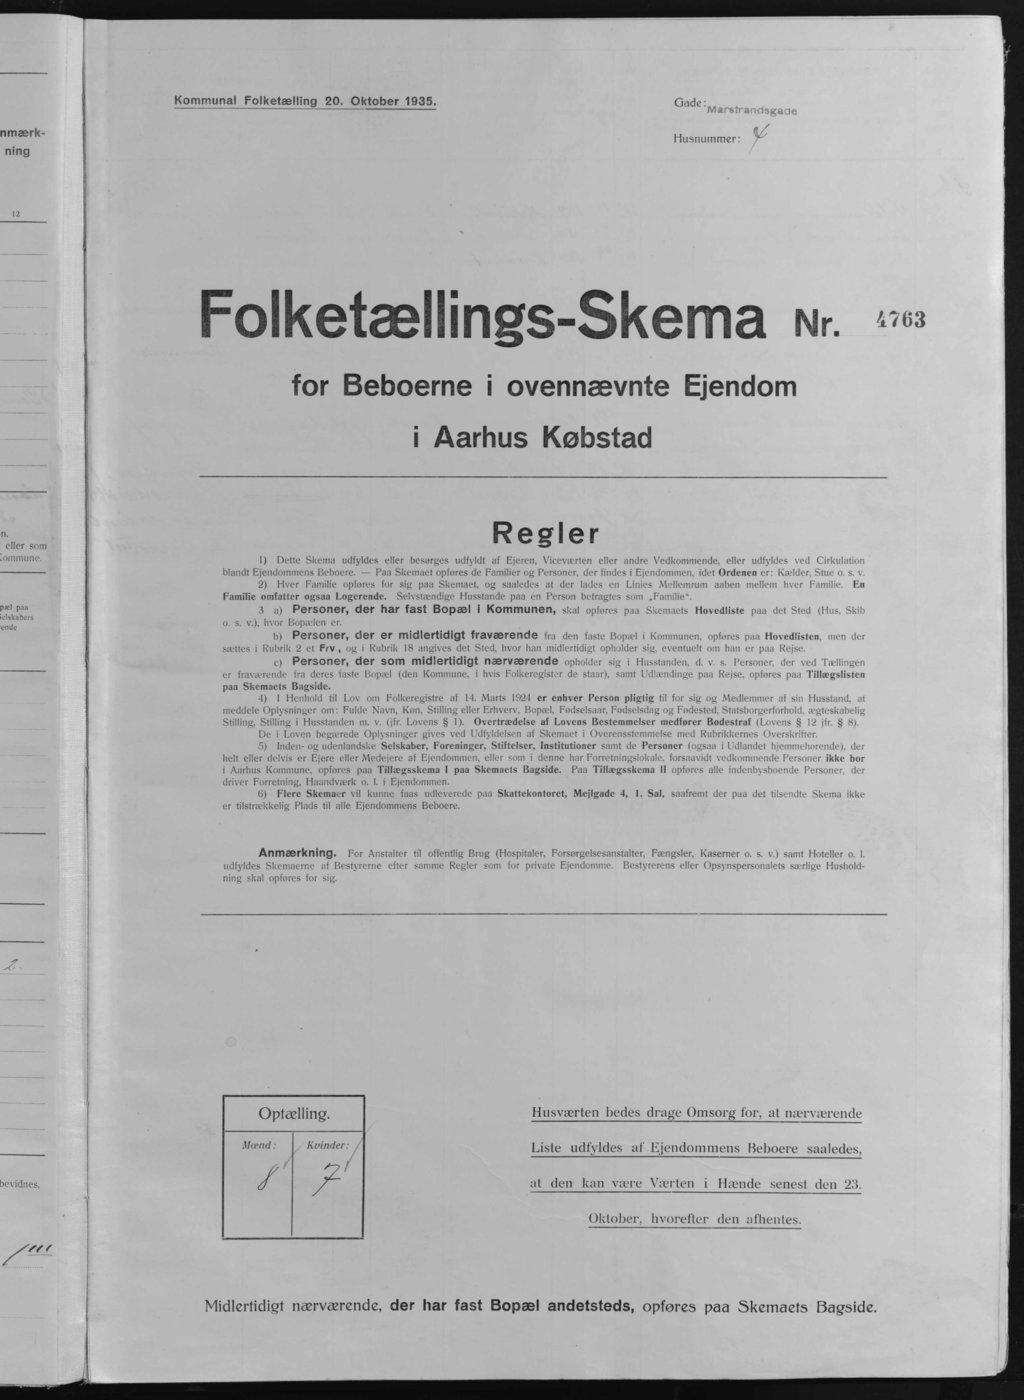 nmærk-
ning
12
n.
eller som
Kommune.
pæl paa
selskabers
ende
2.
bevidnes.
Kommunal Folketælling 20. Oktober 1935.
Gade: Marstrandsgade
Husnummer: 4
Folketællings-Skema Nr. 4763
for Beboerne i ovennævnte Ejendom
i Aarhus Købstad
Regler
1) Dette Skema udfyldes eller besørges udfyldt af Ejeren, Viceværten eller andre Vedkommende, eller udfyldes ved Cirkulation
blandt Ejendommens Beboere. — Paa Skemaet opføres de Familier og Personer, der findes i Ejendommen, idet Ordenen er: Kælder, Stue o. s. v.
2) Hver Familie opføres for sig paa Skemaet, og saaledes at der lades en Linies Mellemrum aaben mellem hver Familie. En
Familie omfatter ogsaa Logerende. Selvstændige Husstande paa en Person betragtes som „Familie“.
3 a) Personer, der har fast Bopæl i Kommunen, skal opføres paa Skemaets Hovedliste paa det Sted (Hus, Skib
o. s. v.), hvor Bopælen er.
b) Personer, der er midlertidigt fraværende fra den faste Bopæl i Kommunen, opføres paa Hovedlisten, men der
sættes i Rubrik 2 et Frv, og i Rubrik 18 angives det Sted, hvor han midlertidigt opholder sig, eventuelt om han er paa Rejse.
c) Personer, der som midlertidigt nærværende opholder sig i Husstanden, d. v. s. Personer, der ved Tællingen
er fraværende fra deres faste Bopæl (den Kommune, i hvis Folkeregister de staar), samt Udlændinge paa Rejse, opføres paa Tillægslisten
paa Skemaets Bagside.
4) I Henhold til Lov om Folkeregistre af 14. Marts 1924 er enhver Person pligtig til for sig og Medlemmer af sin Husstand, at
meddele Oplysninger om: Fulde Navn, Køn, Stilling eller Erhverv, Bopæl, Fødselsaar, Fødselsdag og Fødested, Statsborgerforhold, ægteskabelig
Stilling, Stilling i Husstanden m. v. (jfr. Lovens § 1). Overtrædelse af Lovens Bestemmelser medfører Bødestraf (Lovens § 12 jfr. § 8).
De i Loven begærede Oplysninger gives ved Udfyldelsen af Skemaet i Overensstemmelse med Rubrikkernes Overskrifter.
5) Inden- og udenlandske Selskaber, Foreninger, Stiftelser, Institutioner samt de Personer (ogsaa i Udlandet hjemmehørende), der
helt eller delvis er Ejere eller Medejere af Ejendommen, eller som i denne har Forretningslokale, forsaavidt vedkommende Personer ikke bor
i Aarhus Kommune, opføres paa Tillægsskema I paa Skemaets Bagside. Paa Tillægsskema II opføres alle indenbysboende Personer, der
driver Forretning, Haandværk o. l. i Ejendommen.
6) Flere Skemaer vil kunne faas udleverede paa Skattekontoret, Mejlgade 4, 1. Sal, saafremt der paa det tilsendte Skema ikke
er tilstrækkelig Plads til alle Ejendommens Beboere.
Anmærkning. For Anstalter til offentlig Brug (Hospitaler, Forsørgelsesanstalter, Fængsler, Kaserner o. s. v.) samt Hoteller o. l.
udfyldes Skemaerne af Bestyrerne efter samme Regler som for private Ejendomme. Bestyrerens eller Opsynspersonalets særlige Hushold-
ning skal opføres for sig.
Optælling.
Mænd: Kvinder:
8 7
Husværten bedes drage Omsorg for, at nærværende
Liste udfyldes af Ejendommens Beboere saaledes,
at den kan være Værten i Hænde senest den 23.
Oktober, hvorefter den afhentes.
Midlertidigt nærværende, der har fast Bopæl andetsteds, opføres paa Skemaets Bagside.